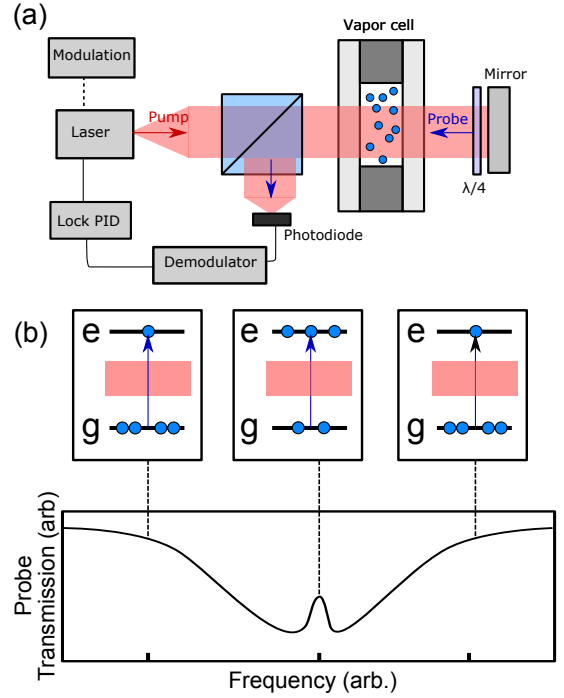 (a)
Vapor cell
Modulation
Mirror
Laser
Pump
Probe
λ/4
Lock PID
Photodiode
Demodulator
(b)
e
g
e
g
e
g
Probe
Transmission (arb)
Frequency (arb.)